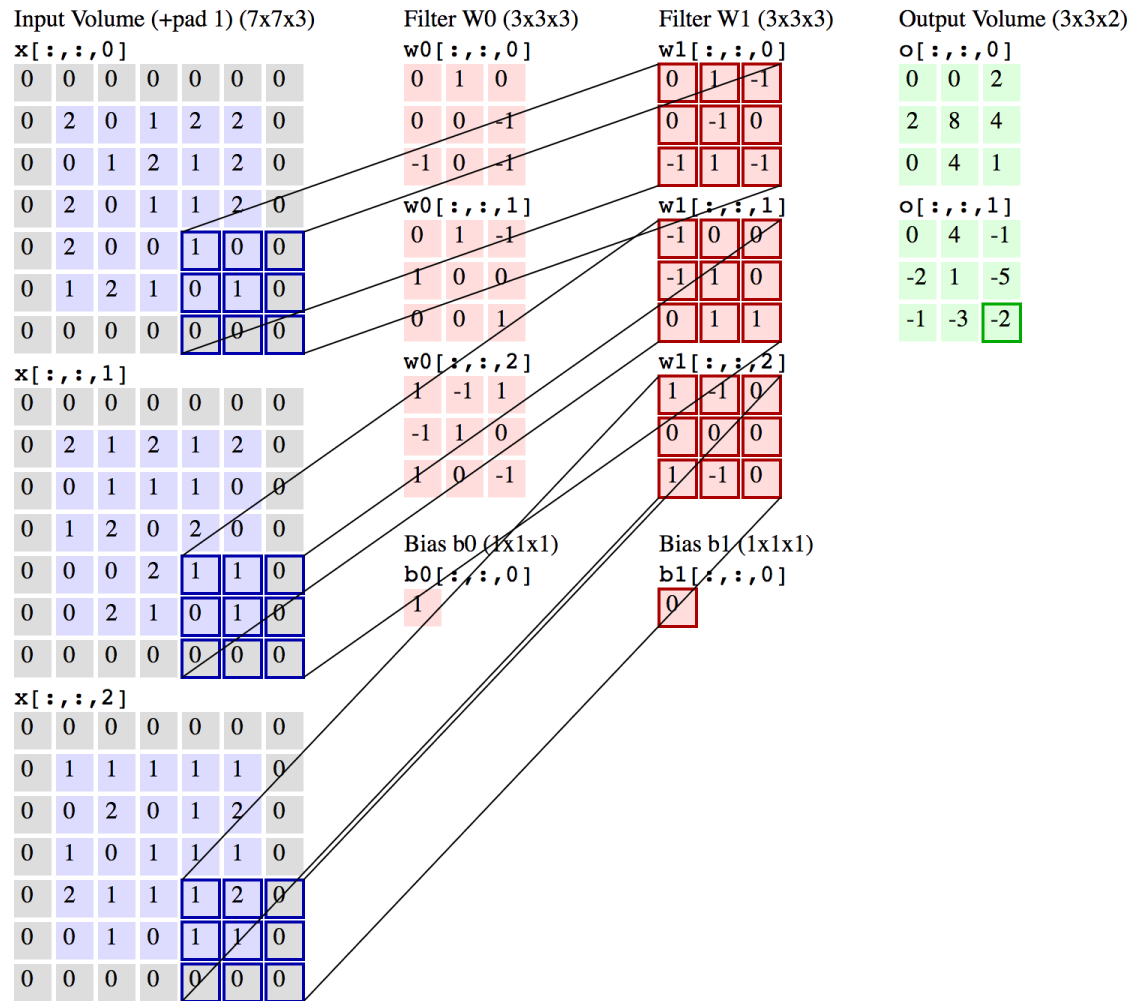 Input Volume (+pad 1) (7x7x3)
x[:,:,0]
0 0 0 0 0 0 0
0 2 0 1 2 2 0
0 0 1 2 1 2 0
0 2 0 1 1 2 0
0 2 0 0 1 0 0
0 1 2 1 0 1 0
0 0 0 0 0 0 0
x[:,:,1]
0 0 0 0 0 0 0
0 2 1 2 1 2 0
0 0 1 1 1 0 0
0 1 2 0 2 0 0
0 0 0 2 1 1 0
0 0 2 1 0 1 0
0 0 0 0 0 0 0
x[:,:,2]
0 0 0 0 0 0 0
0 1 1 1 1 1 0
0 0 2 0 1 2 0
0 1 0 1 1 1 0
0 2 1 1 1 2 0
0 0 1 0 1 1 0
0 0 0 0 0 0 0
Filter W0 (3x3x3)
w0[:,:,0]
0 1 0
0 0 -1
-1 0 -1
w0[:,:,1]
0 1 -1
1 0 0
0 0 1
w0[:,:,2]
1 -1 1
-1 1 0
1 0 -1
Bias b0 (1x1x1)
b0[:,:,0]
1
Filter W1 (3x3x3)
w1[:,:,0]
0 1 -1
0 -1 0
-1 1 -1
w1[:,:,1]
-1 0 0
-1 1 0
0 1 1
w1[:,:,2]
1 -1 0
0 0 0
1 -1 0
Bias b1 (1x1x1)
b1[:,:,0]
0
Output Volume (3x3x2)
o[:,:,0]
0 0 2
2 8 4
0 4 1
o[:,:,1]
0 4 -1
-2 1 -5
-1 -3 -2